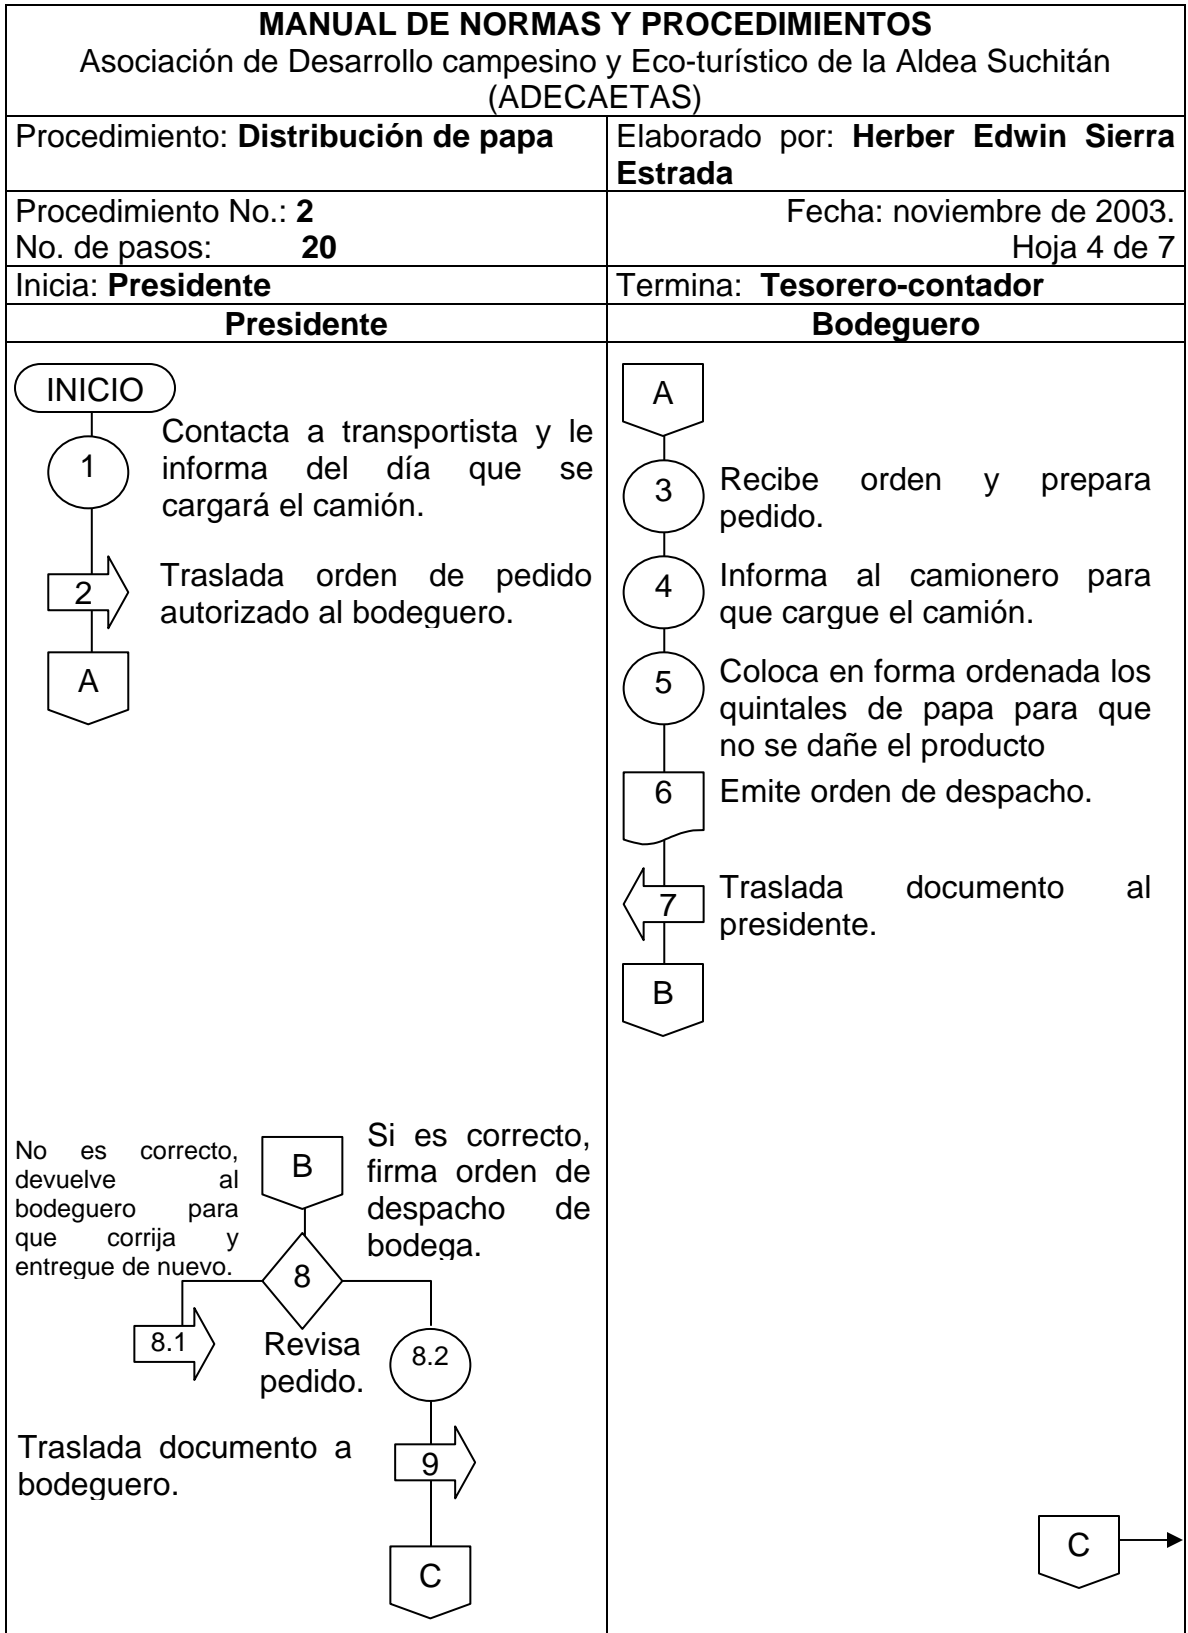 MANUAL DE NORMAS Y PROCEDIMIENTOS
Asociación de Desarrollo campesino y Eco-turístico de la Aldea Suchitán
(ADECAETAS)
Procedimiento: Distribución de papa
Elaborado por: Herber Edwin Sierra
Estrada
Procedimiento No.: 2
No. de pasos: 20
Fecha: noviembre de 2003.
Hoja 4 de 7
Inicia: Presidente
Termina: Tesorero-contador
Presidente
Bodeguero
INICIO
1
Contacta a transportista y le
informa del día que se
cargará el camión.
2
Traslada orden de pedido
autorizado al bodeguero.
A
A
3
Recibe orden y prepara
pedido.
4
Informa al camionero para
que cargue el camión.
5
Coloca en forma ordenada los
quintales de papa para que
no se dañe el producto
6
Emite orden de despacho.
7
Traslada documento al
presidente.
B
No es correcto,
devuelve al
bodeguero para
que corrija y
entregue de nuevo.
B
Si es correcto,
firma orden de
despacho de
bodega.
8
8.1
Revisa
pedido.
8.2
Traslada documento a
bodeguero.
9
C
C